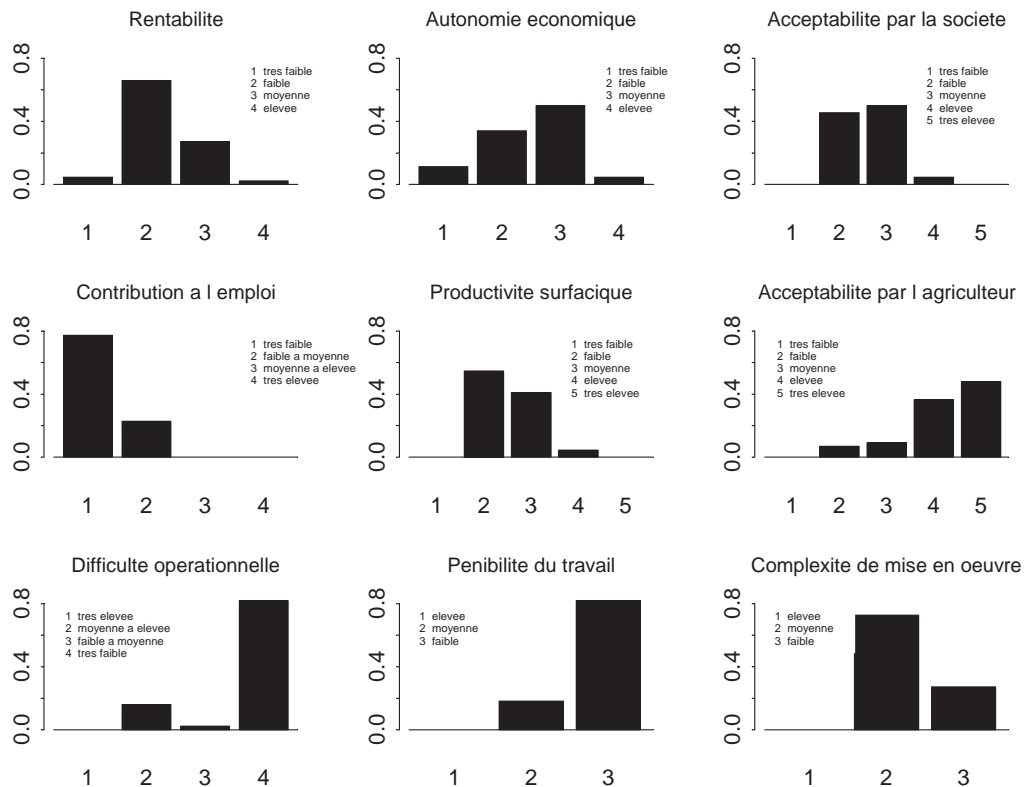 Rentabilite
0.0 0.4 0.8
1 tres faible
2 faible
3 moyenne
4 elevee
1 2 3 4
Autonomie economique
0.0 0.4 0.8
1 tres faible
2 faible
3 moyenne
4 elevee
1 2 3 4
Acceptabilite par la societe
0.0 0.4 0.8
1 tres faible
2 faible
3 moyenne
4 elevee
5 tres elevee
1 2 3 4 5
Contribution a l emploi
0.0 0.4 0.8
1 tres faible
2 faible a moyenne
3 moyenne a elevee
4 tres elevee
1 2 3 4
Productivite surfacique
0.0 0.4 0.8
1 tres faible
2 faible
3 moyenne
4 elevee
5 tres elevee
1 2 3 4 5
Acceptabilite par l agriculteur
0.0 0.4 0.8
1 tres faible
2 faible
3 moyenne
4 elevee
5 tres elevee
1 2 3 4 5
Difficulte operationnelle
0.0 0.4 0.8
1 tres elevee
2 moyenne a elevee
3 faible a moyenne
4 tres faible
1 2 3 4
Penibilite du travail
0.0 0.4 0.8
1 elevee
2 moyenne
3 faible
1 2 3
Complexite de mise en oeuvre
0.0 0.4 0.8
1 elevee
2 moyenne
3 faible
1 2 3